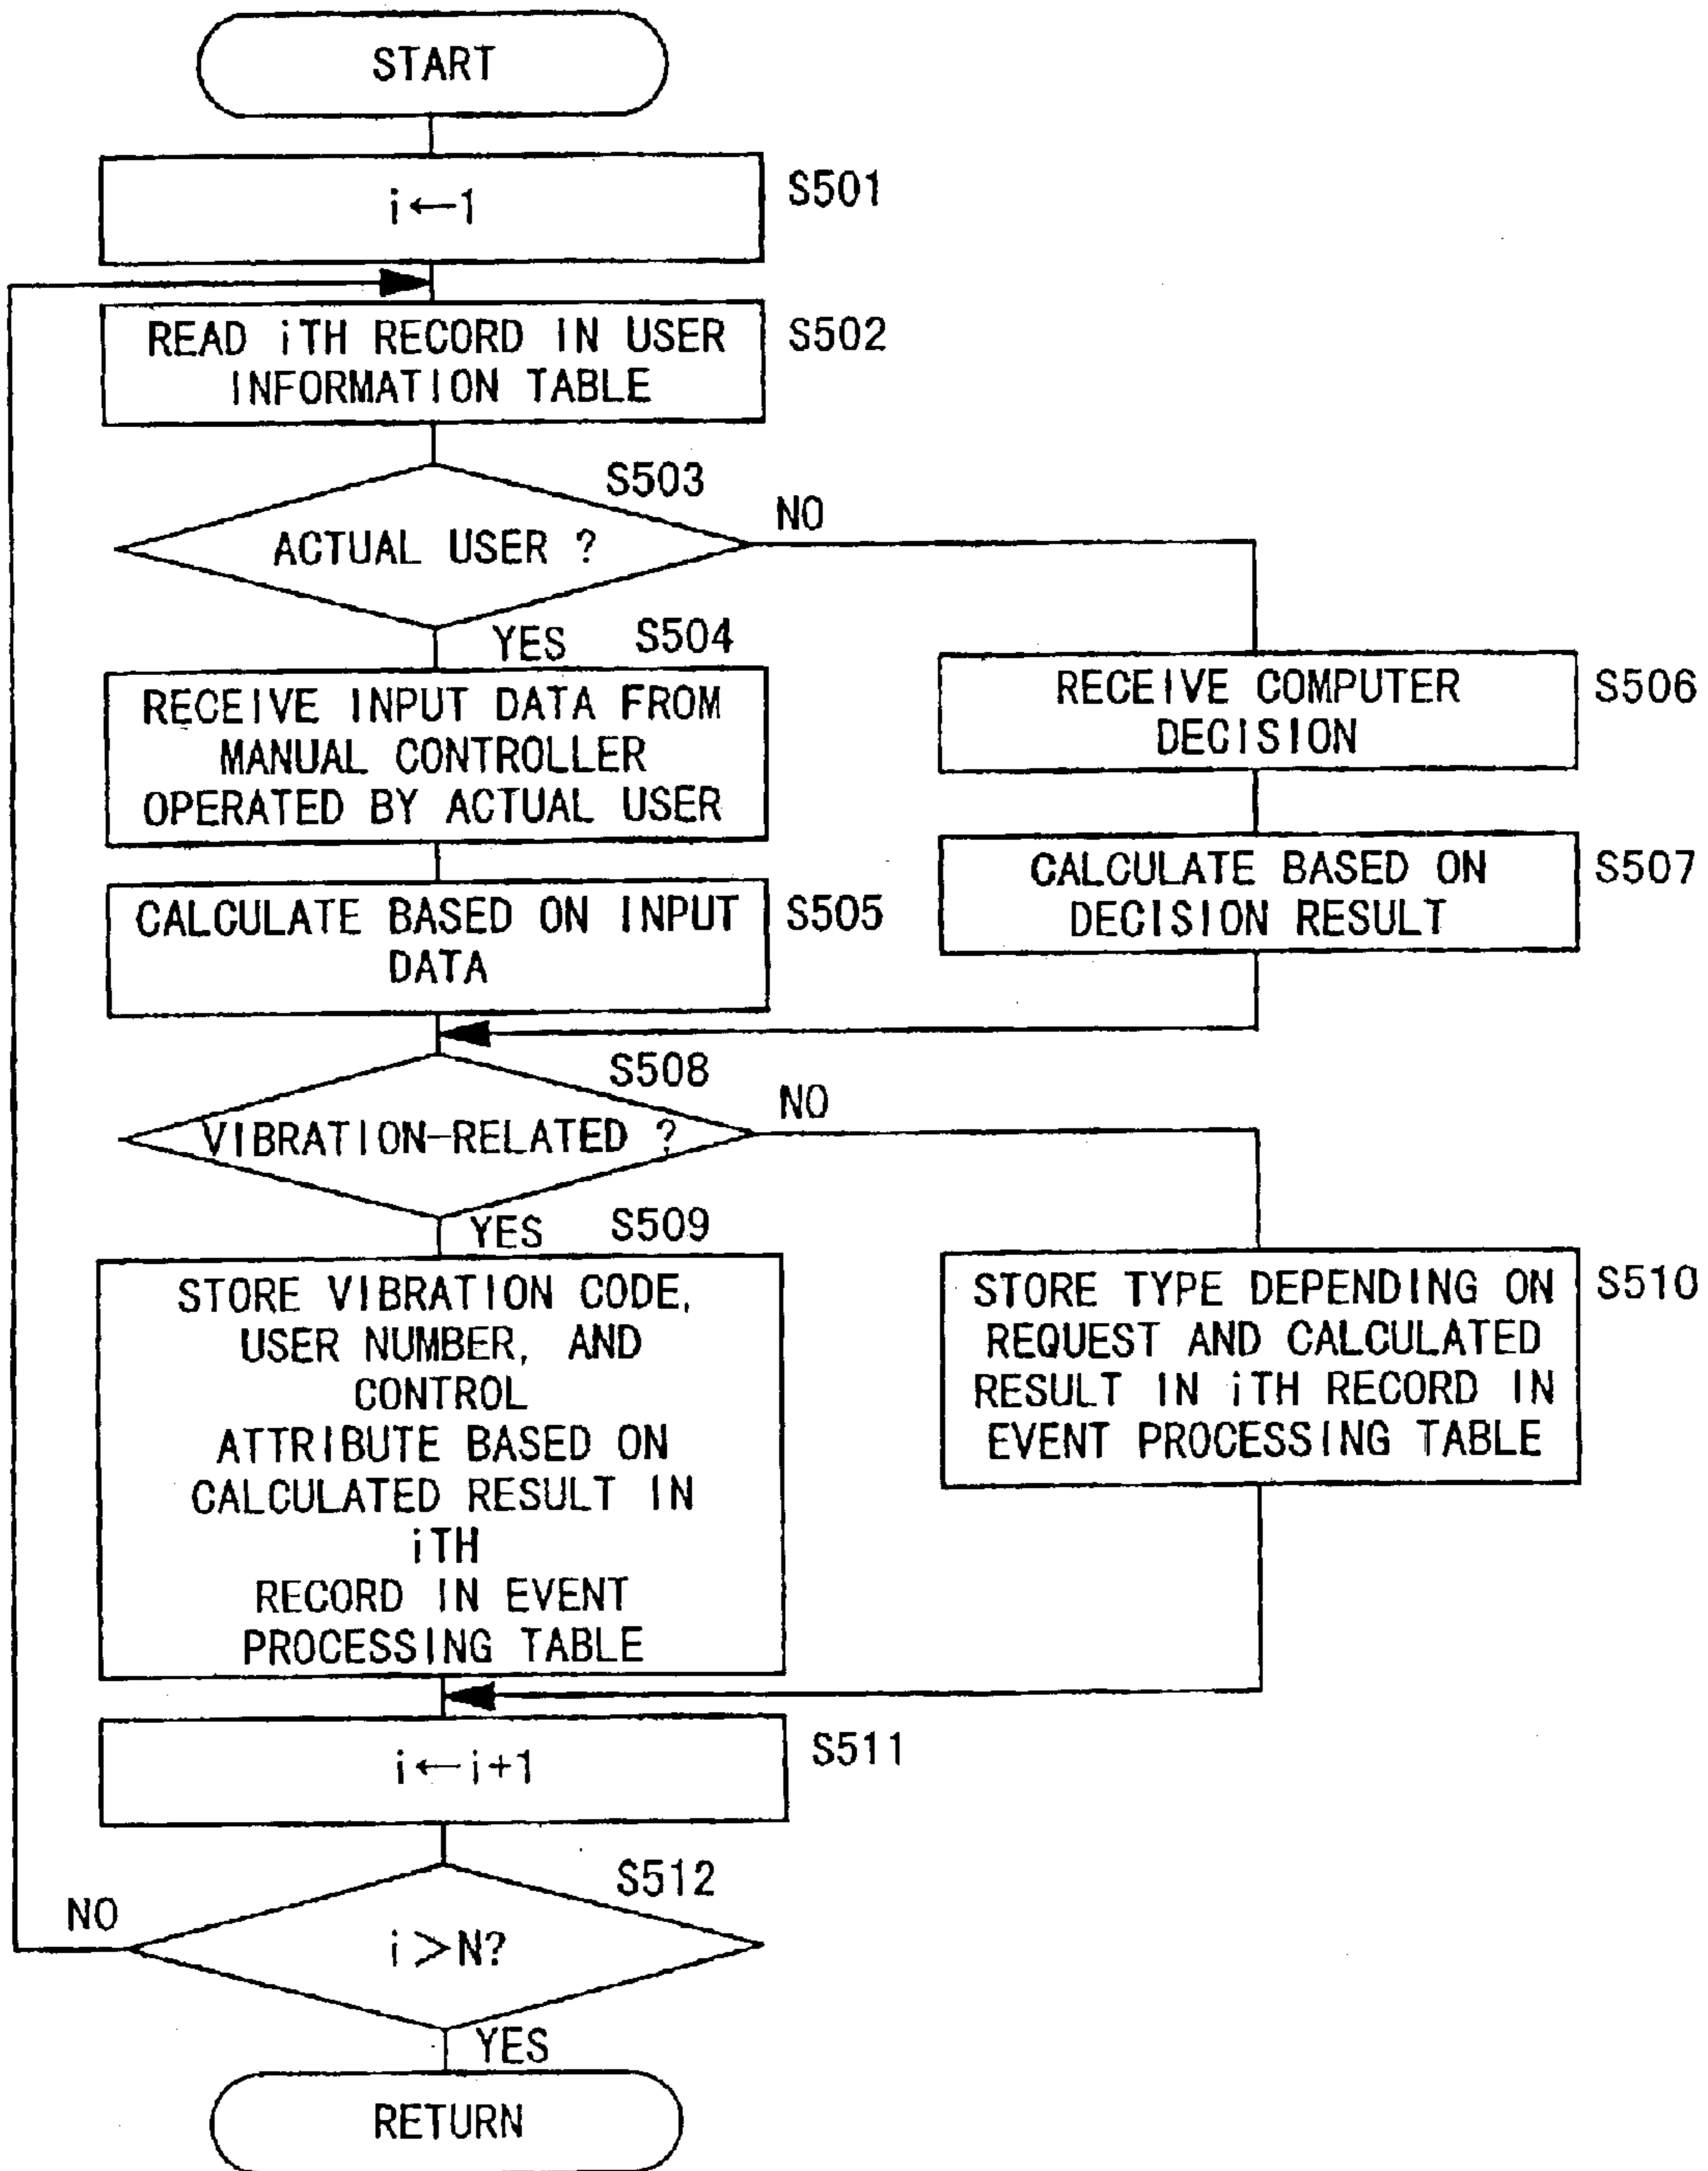 START
i←1
S501
READ iTH RECORD IN USER
INFORMATION TABLE
S502
S503
ACTUAL USER ?
NO
YES
S504
RECEIVE INPUT DATA FROM
MANUAL CONTROLLER
OPERATED BY ACTUAL USER
CALCULATE BASED ON INPUT
DATA
S505
RECEIVE COMPUTER
DECISION
S506
CALCULATE BASED ON
DECISION RESULT
S507
S508
VIBRATION-RELATED ?
NO
YES
S509
STORE VIBRATION CODE,
USER NUMBER, AND
CONTROL
ATTRIBUTE BASED ON
CALCULATED RESULT IN
iTH
RECORD IN EVENT
PROCESSING TABLE
STORE TYPE DEPENDING ON
REQUEST AND CALCULATED
RESULT IN iTH RECORD IN
EVENT PROCESSING TABLE
S510
i←i+1
S511
S512
NO
i>N?
YES
RETURN